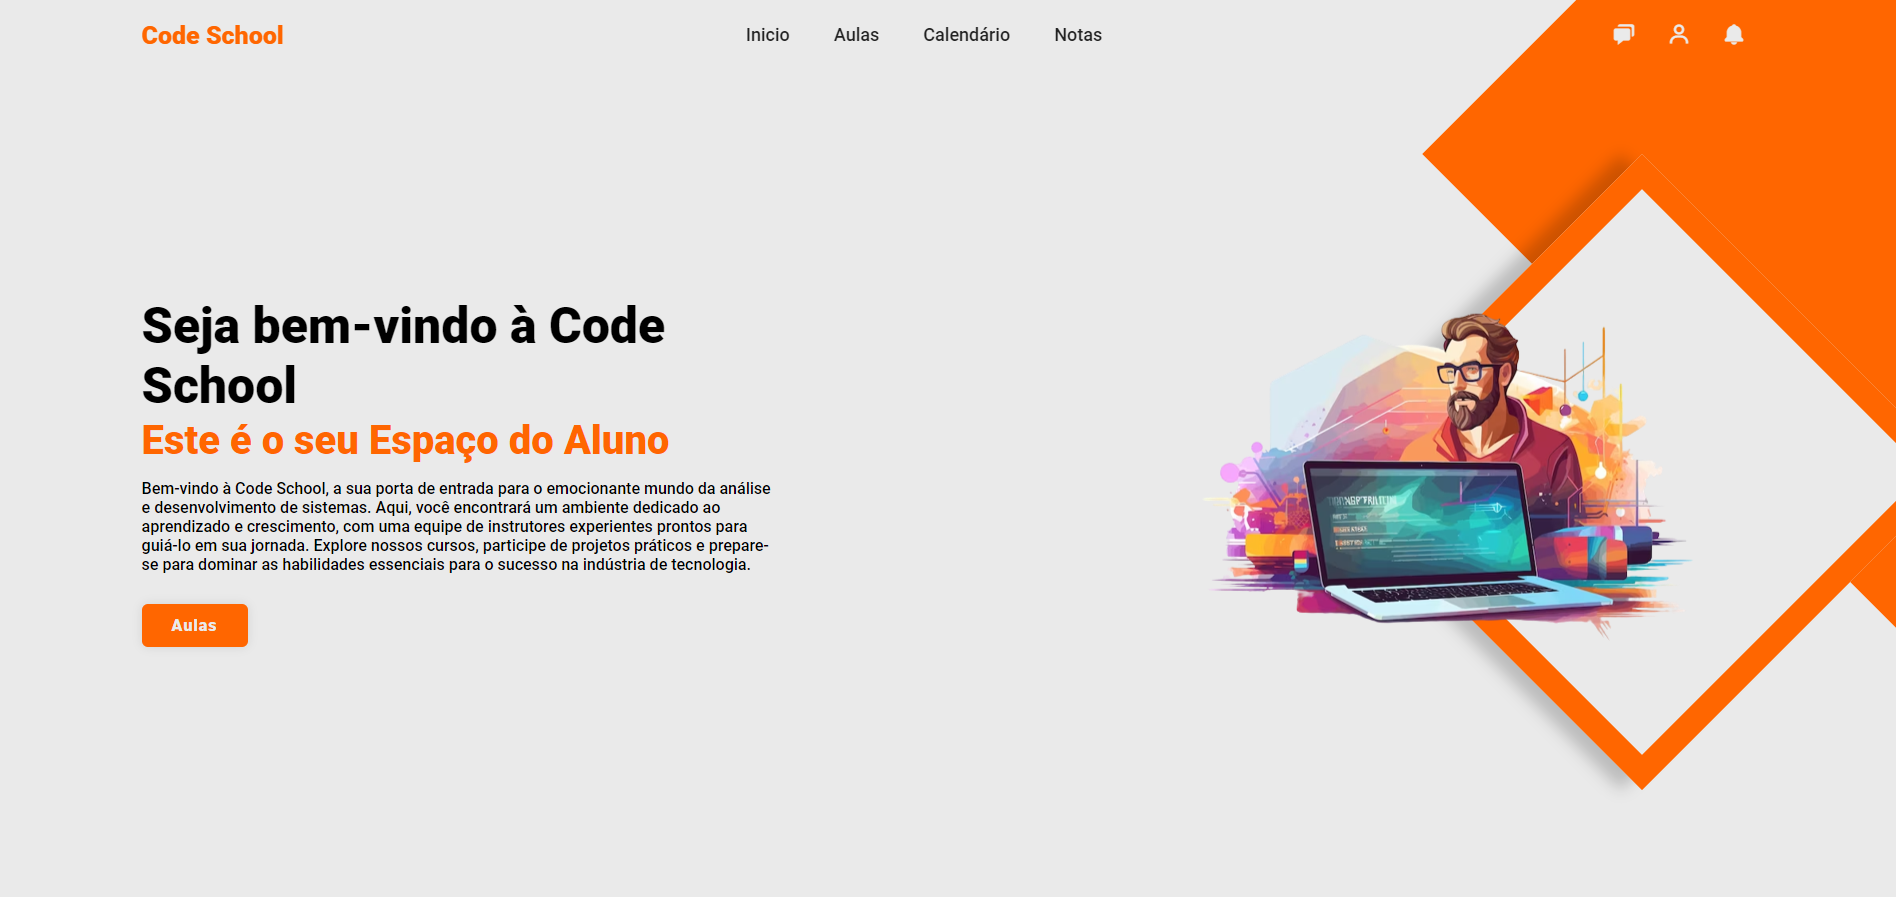 Code School
Inicio
Aulas
Calendário
Notas
Seja bem-vindo à Code
School
Este é o seu Espaço do Aluno
Bem-vindo à Code School, a sua porta de entrada para o emocionante mundo da análise
e desenvolvimento de sistemas. Aqui, você encontrará um ambiente dedicado ao
aprendizado e crescimento, com uma equipe de instrutores experientes prontos para
guiá-lo em sua jornada. Explore nossos cursos, participe de projetos práticos e prepare-
se para dominar as habilidades essenciais para o sucesso na indústria de tecnologia.
Aulas